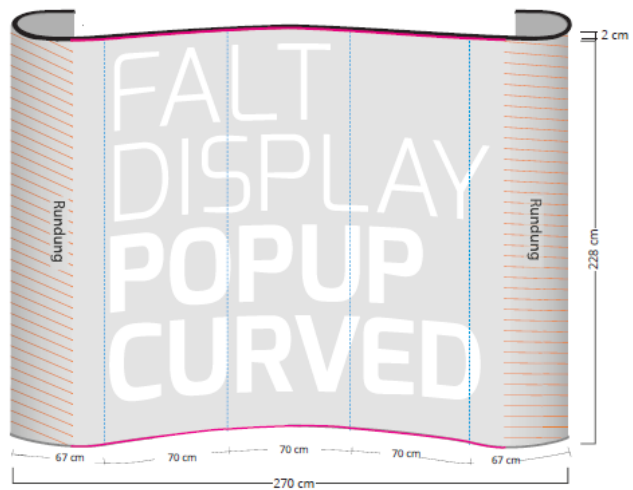 FALT
DISPLAY
POPUP
CURVED
Rundung
Rundung
2 cm
228 cm
67 cm
70 cm
70 cm
70 cm
67 cm
270 cm